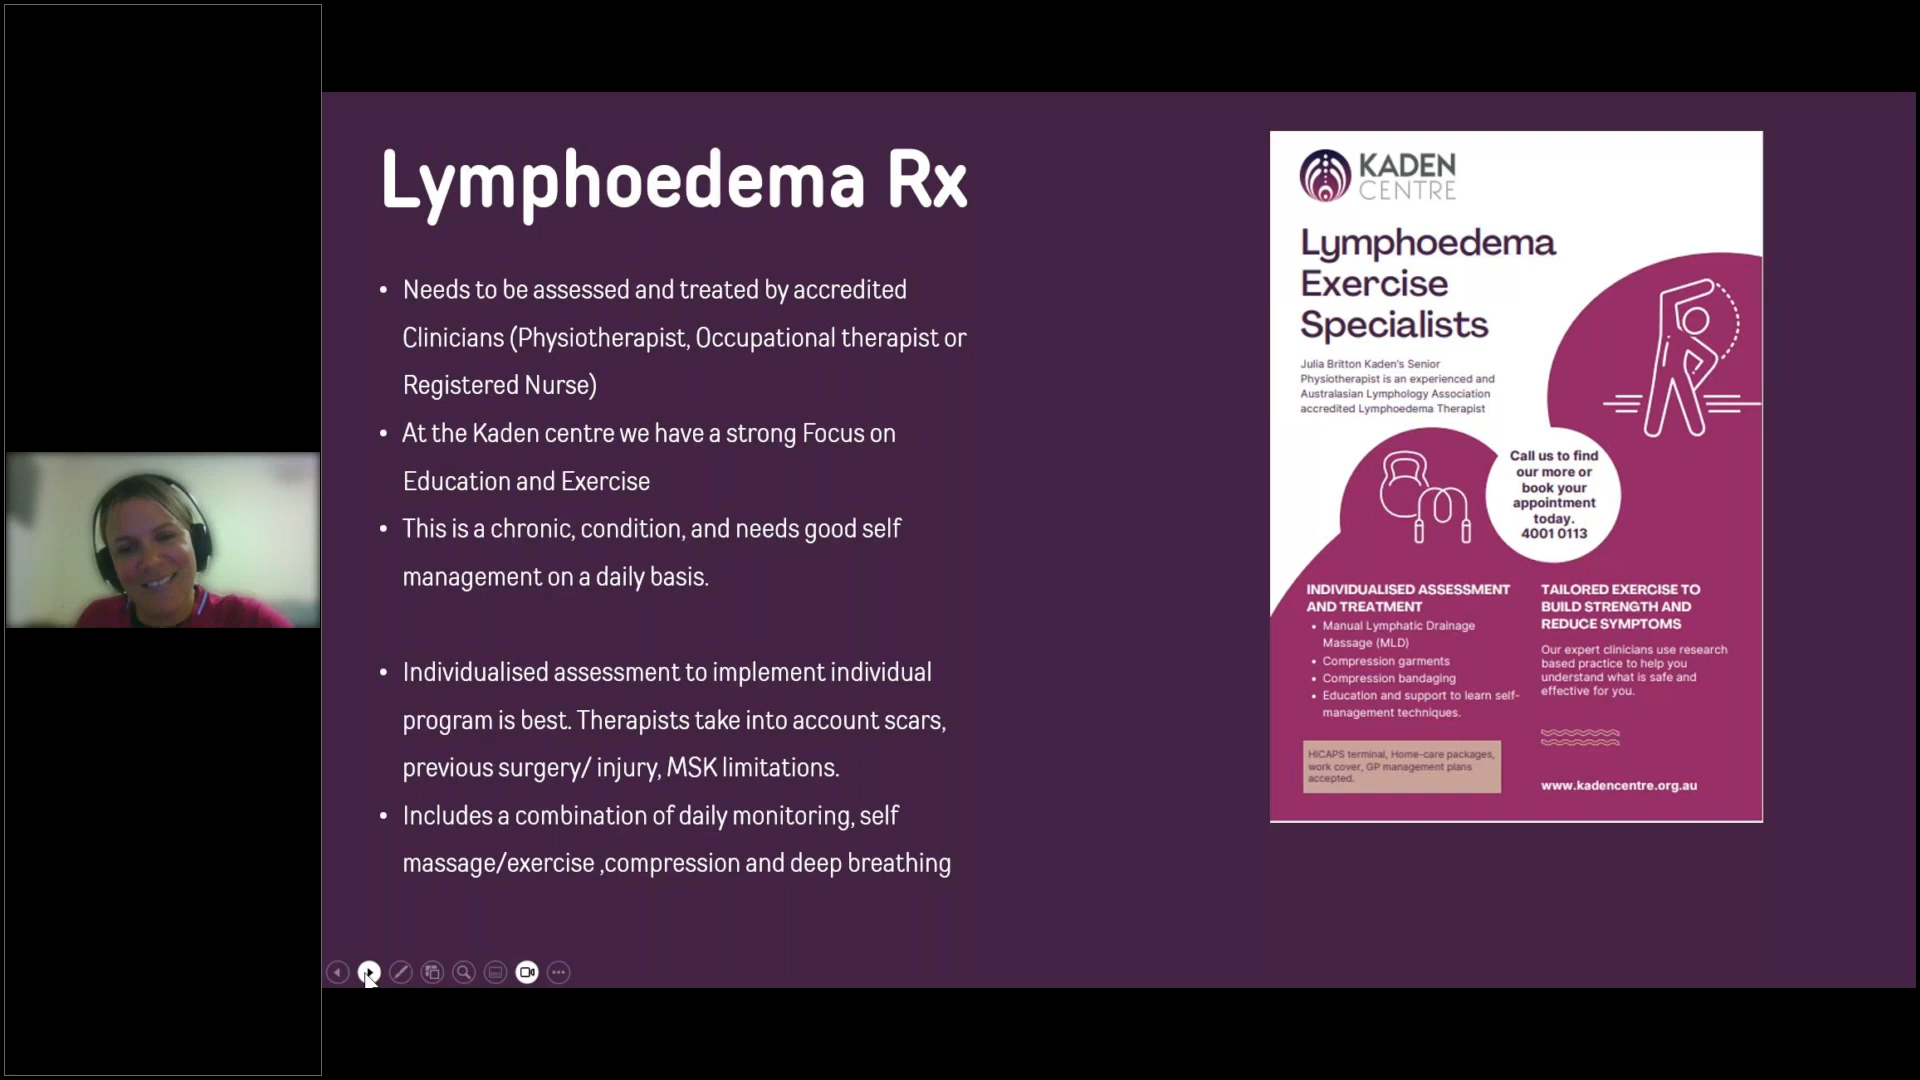 Lymphoedema Rx
• Needs to be assessed and treated by accredited
Clinicians (Physiotherapist, Occupational therapist or
Registered Nurse)
• At the Kaden centre we have a strong Focus on
Education and Exercise
• This is a chronic, condition, and needs good self
management on a daily basis.
• Individualised assessment to implement individual
program is best. Therapists take into account scars,
previous surgery/ injury, MSK limitations.
• Includes a combination of daily monitoring, self
massage/exercise ,compression and deep breathing
KADEN
CENTRE
Lymphoedema
Exercise
Specialists
Julia Britton Kaden's Senior
Physiotherapist is an experienced and
Australasian Lymphology Association
accredited Lymphoedema Therapist
Call us to find
our more or
book your
appointment
today.
4001 0113
INDIVIDUALISED ASSESSMENT
AND TREATMENT
• Manual Lymphatic Drainage
Massage (MLD)
• Compression garments
• Compression bandaging
• Education and support to learn self-
management techniques.
HICAPS terminal, Home-care packages,
work cover, GP management plans
accepted.
TAILORED EXERCISE TO
BUILD STRENGTH AND
REDUCE SYMPTOMS
Our expert clinicians use research
based practice to help you
understand what is safe and
effective for you.
www.kadencentre.org.au